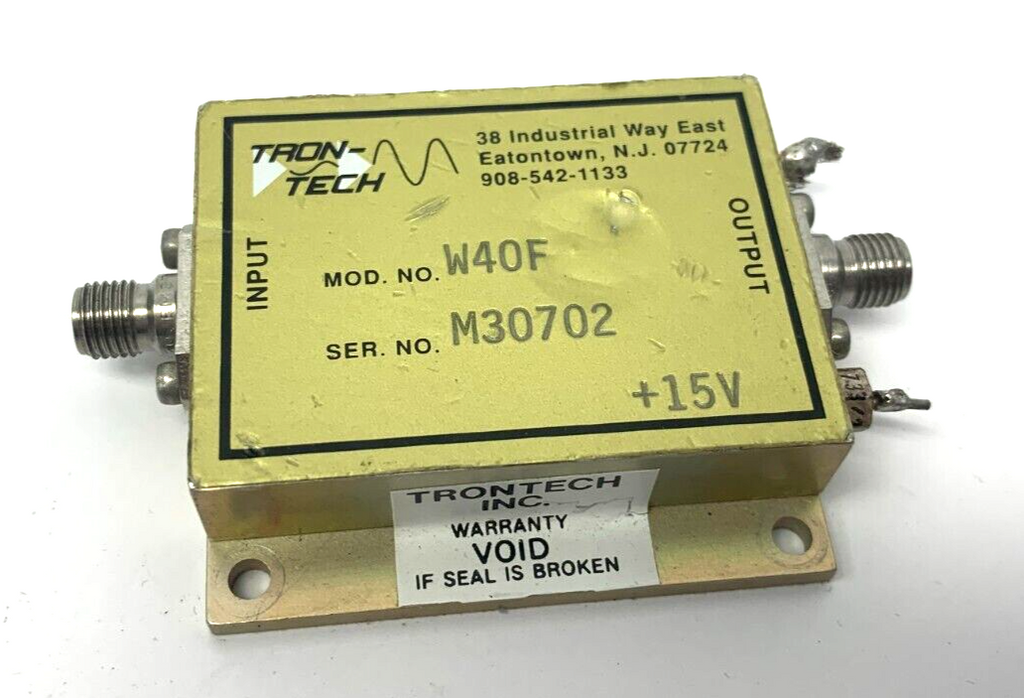 TRON-
TECH
38 Industrial Way East
Eatontown, N.J. 07724
908-542-1133
INPUT
OUTPUT
MOD. NO. W40F
SER. NO. M30702
+15V
TRONTECH
INC.
WARRANTY
VOID
IF SEAL IS BROKEN